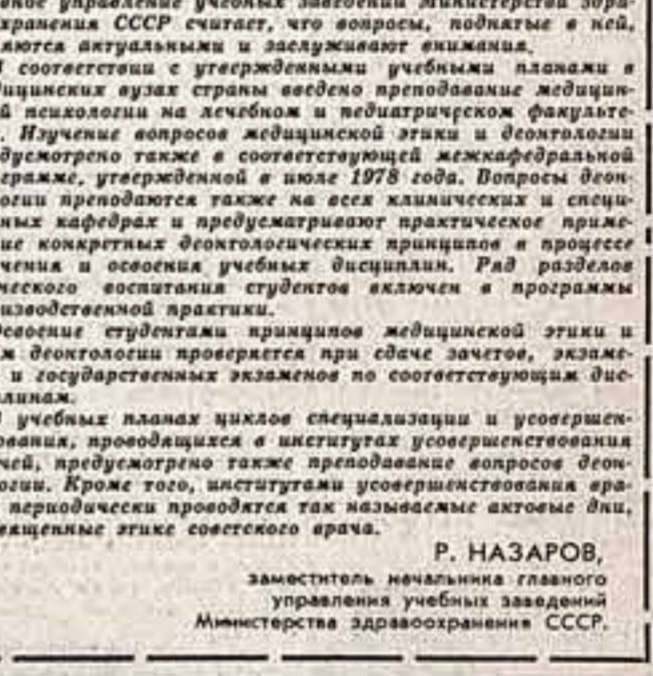 вное управление учебных заведений Министерства здра-
охранения СССР считает, что вопросы, поднятые в ней,
ляются актуальными и заслуживают внимания.
В соответствии с утвержденными учебными планами в
дицинских вузах страны введено преподавание медицин-
й психологии на лечебном и педиатрическом факульте-
. Изучение вопросов медицинской этики и деонтологии
дусмотрено также в соответствующей межкафедральной
грамме, утвержденной в июле 1978 года. Вопросы деон-
логии преподаются также на всех клинических и специ-
ных кафедрах и предусматривают практическое приме-
ие конкретных деонтологических принципов в процессе
чения и освоения учебных дисциплин. Ряд разделов
ического воспитания студентов включен в программы
изводственной практики.
Освоение студентами принципов медицинской этики и
м деонтологии проверяется при сдаче зачетов, экзаме-
и государственных экзаменов по соответствующим дис-
линам.
В учебных планах циклов специализации и усовершен-
ования, проводящихся в институтах усовершенствования
чей, предусмотрено также преподавание вопросов деон-
огии. Кроме того, институтами усовершенствования вра-
периодически проводятся так называемые актовые дни,
вященные этике советского врача.
Р. НАЗАРОВ,
заместитель начальника главного
управления учебных заведений
Министерства здравоохранения СССР.